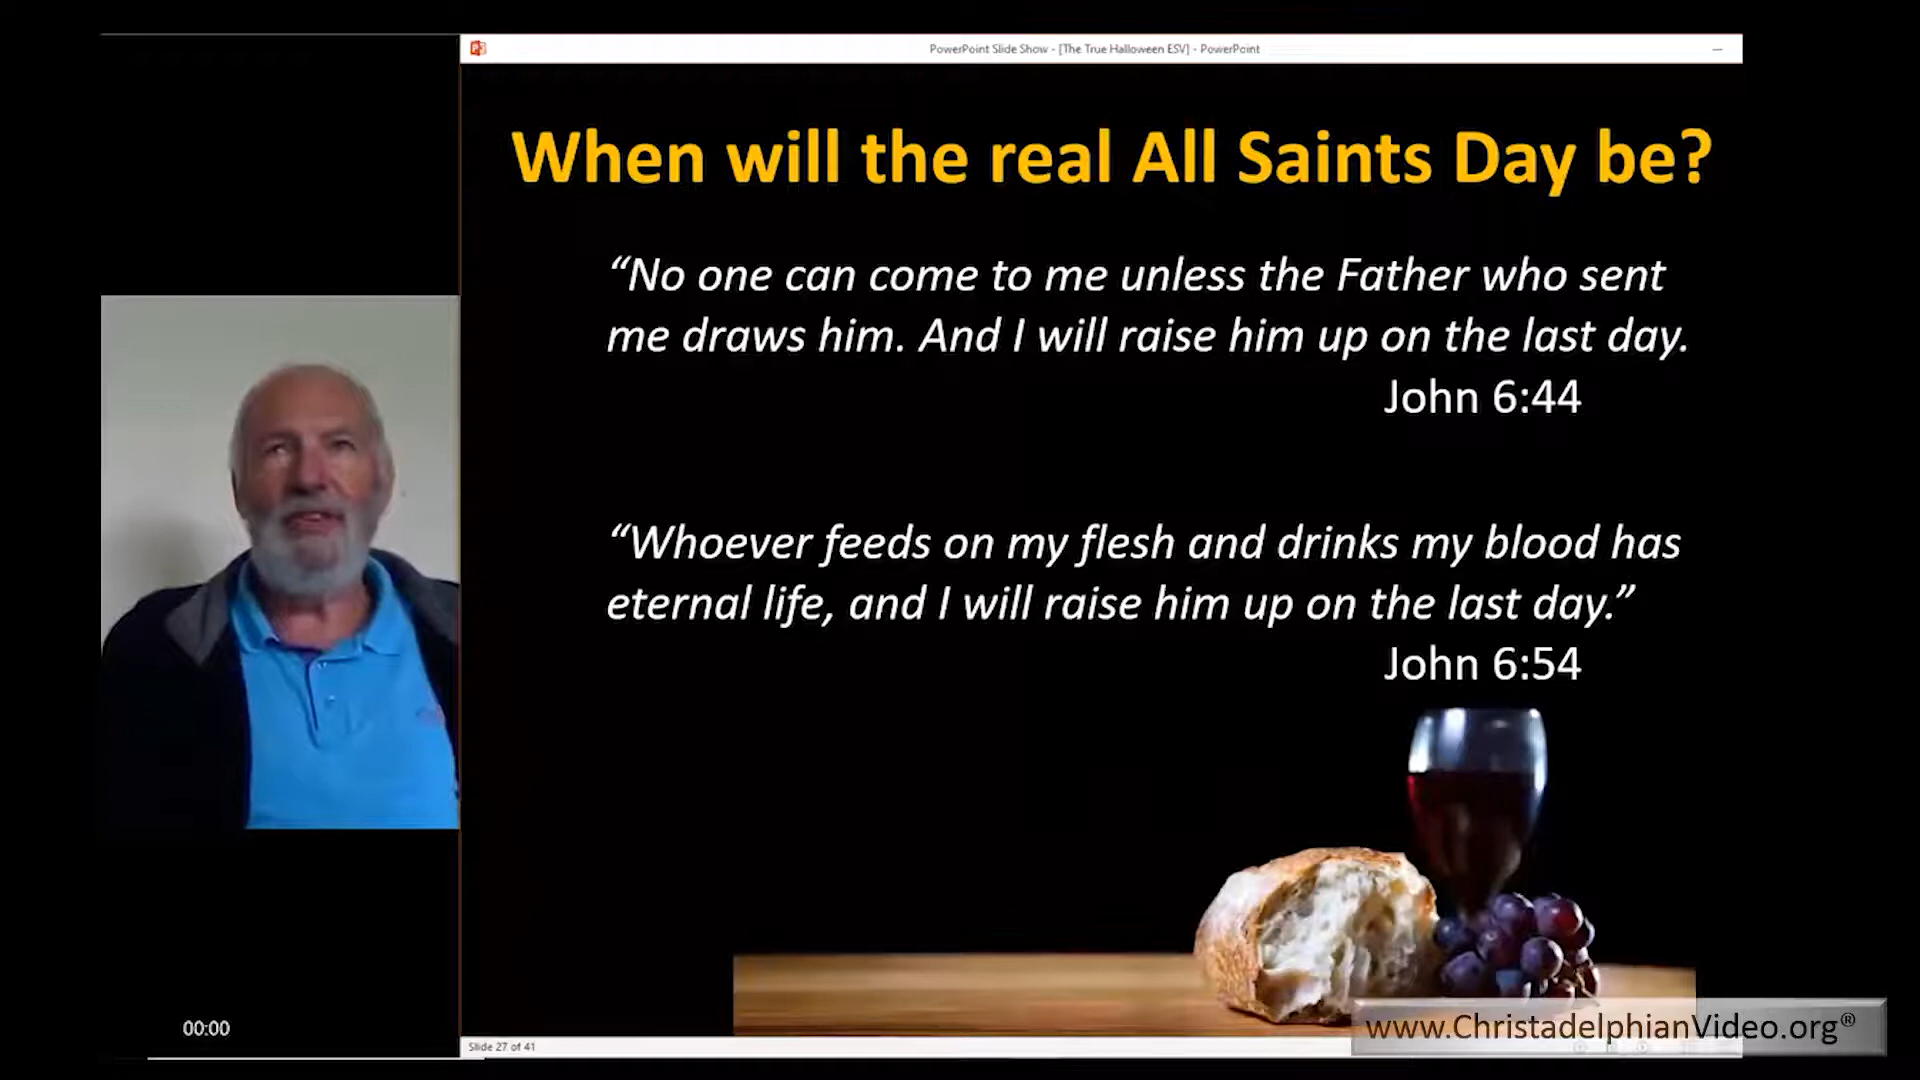 PowerPoint Slide Show - [The True Halloween ESV] - PowerPoint
When will the real All Saints Day be?
“No one can come to me unless the Father who sent
me draws him. And I will raise him up on the last day.
John 6:44
“Whoever feeds on my flesh and drinks my blood has
eternal life, and I will raise him up on the last day.”
John 6:54
00:00
www.ChristadelphianVideo.org®
Slide 27 of 41